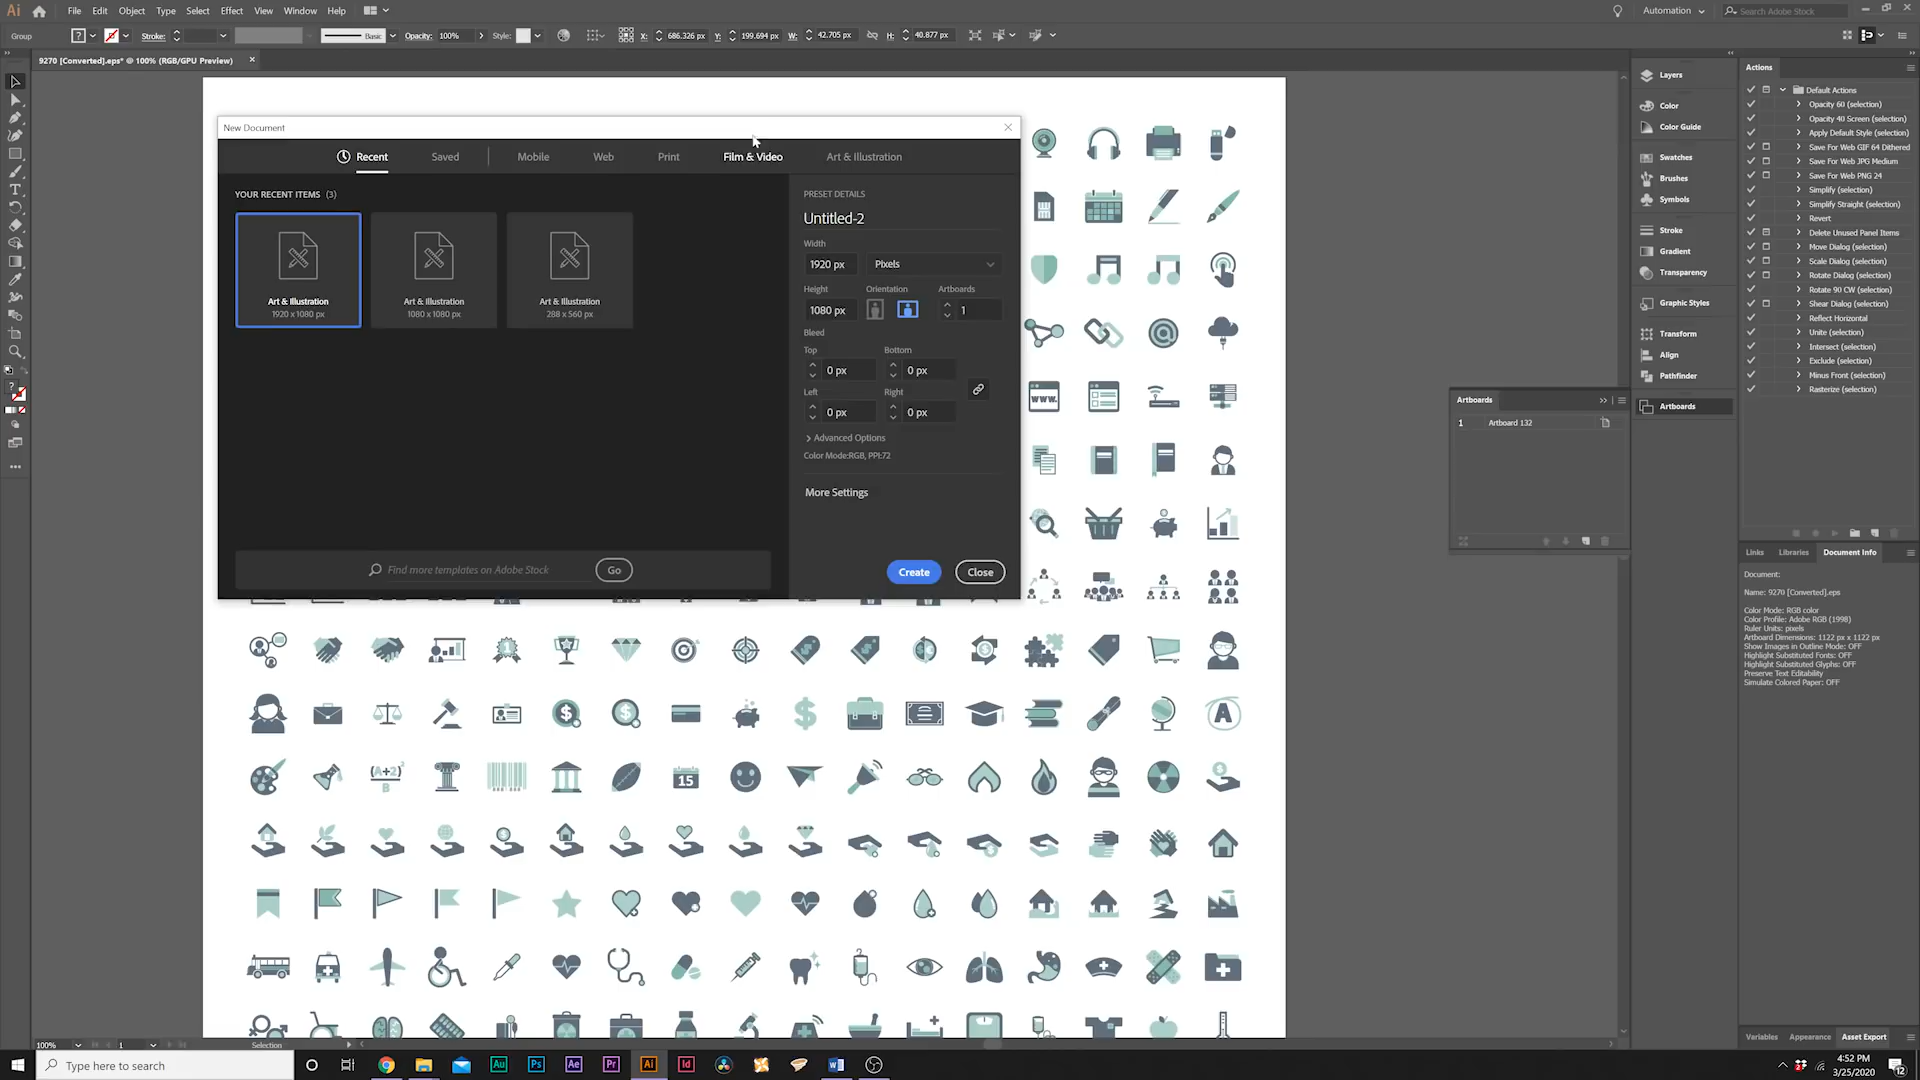 Ai File Edit Object Type Select Effect View Window Help Automation Search Adobe Stock
Group Stroke: Basic Opacity: 100% Style: X: 686.326 px Y: 199.694 px W: 42.705 px H: 40.877 px
9270 [Converted].eps* @ 100% (RGB/GPU Preview)
New Document
Recent Saved Mobile Web Print Film & Video Art & Illustration
YOUR RECENT ITEMS (3)
Art & Illustration
1920 x 1080 px
Art & Illustration
1080 x 1080 px
Art & Illustration
288 x 560 px
Find more templates on Adobe Stock Go
PRESET DETAILS
Untitled-2
Width
1920 px Pixels
Height Orientation Artboards
1080 px 1
Bleed
Top Bottom
0 px 0 px
Left Right
0 px 0 px
Advanced Options
Color Mode:RGB, PPI:72
More Settings
Create Close
WWW.
1
A
(A+2)²
B
15
Artboards
1 Artboard 132
Layers
Color
Color Guide
Swatches
Brushes
Symbols
Stroke
Gradient
Transparency
Graphic Styles
Transform
Align
Pathfinder
Artboards
Actions
Default Actions
Opacity 60 (selection)
Opacity 40 Screen (selection)
Apply Default Style (selection)
Save For Web GIF 64 Dithered
Save For Web JPG Medium
Save For Web PNG 24
Simplify (selection)
Simplify Straight (selection)
Revert
Delete Unused Panel Items
Move Dialog (selection)
Scale Dialog (selection)
Rotate Dialog (selection)
Rotate 90 CW (selection)
Shear Dialog (selection)
Reflect Horizontal
Unite (selection)
Intersect (selection)
Exclude (selection)
Minus Front (selection)
Rasterize (selection)
Links Libraries Document Info
Document:
Name: 9270 [Converted].eps
Color Mode: RGB color
Color Profile: Adobe RGB (1998)
Ruler Units: pixels
Artboard Dimensions: 1122 px x 1122 px
Show Images in Outline Mode: OFF
Highlight Substituted Fonts: OFF
Highlight Substituted Glyphs: OFF
Preserve Text Editability
Simulate Colored Paper: OFF
Variables Appearance Asset Export
100% 1 Selection
Type here to search
Au Ps Ae Pr Ai Id
4:52 PM
3/25/2020
12